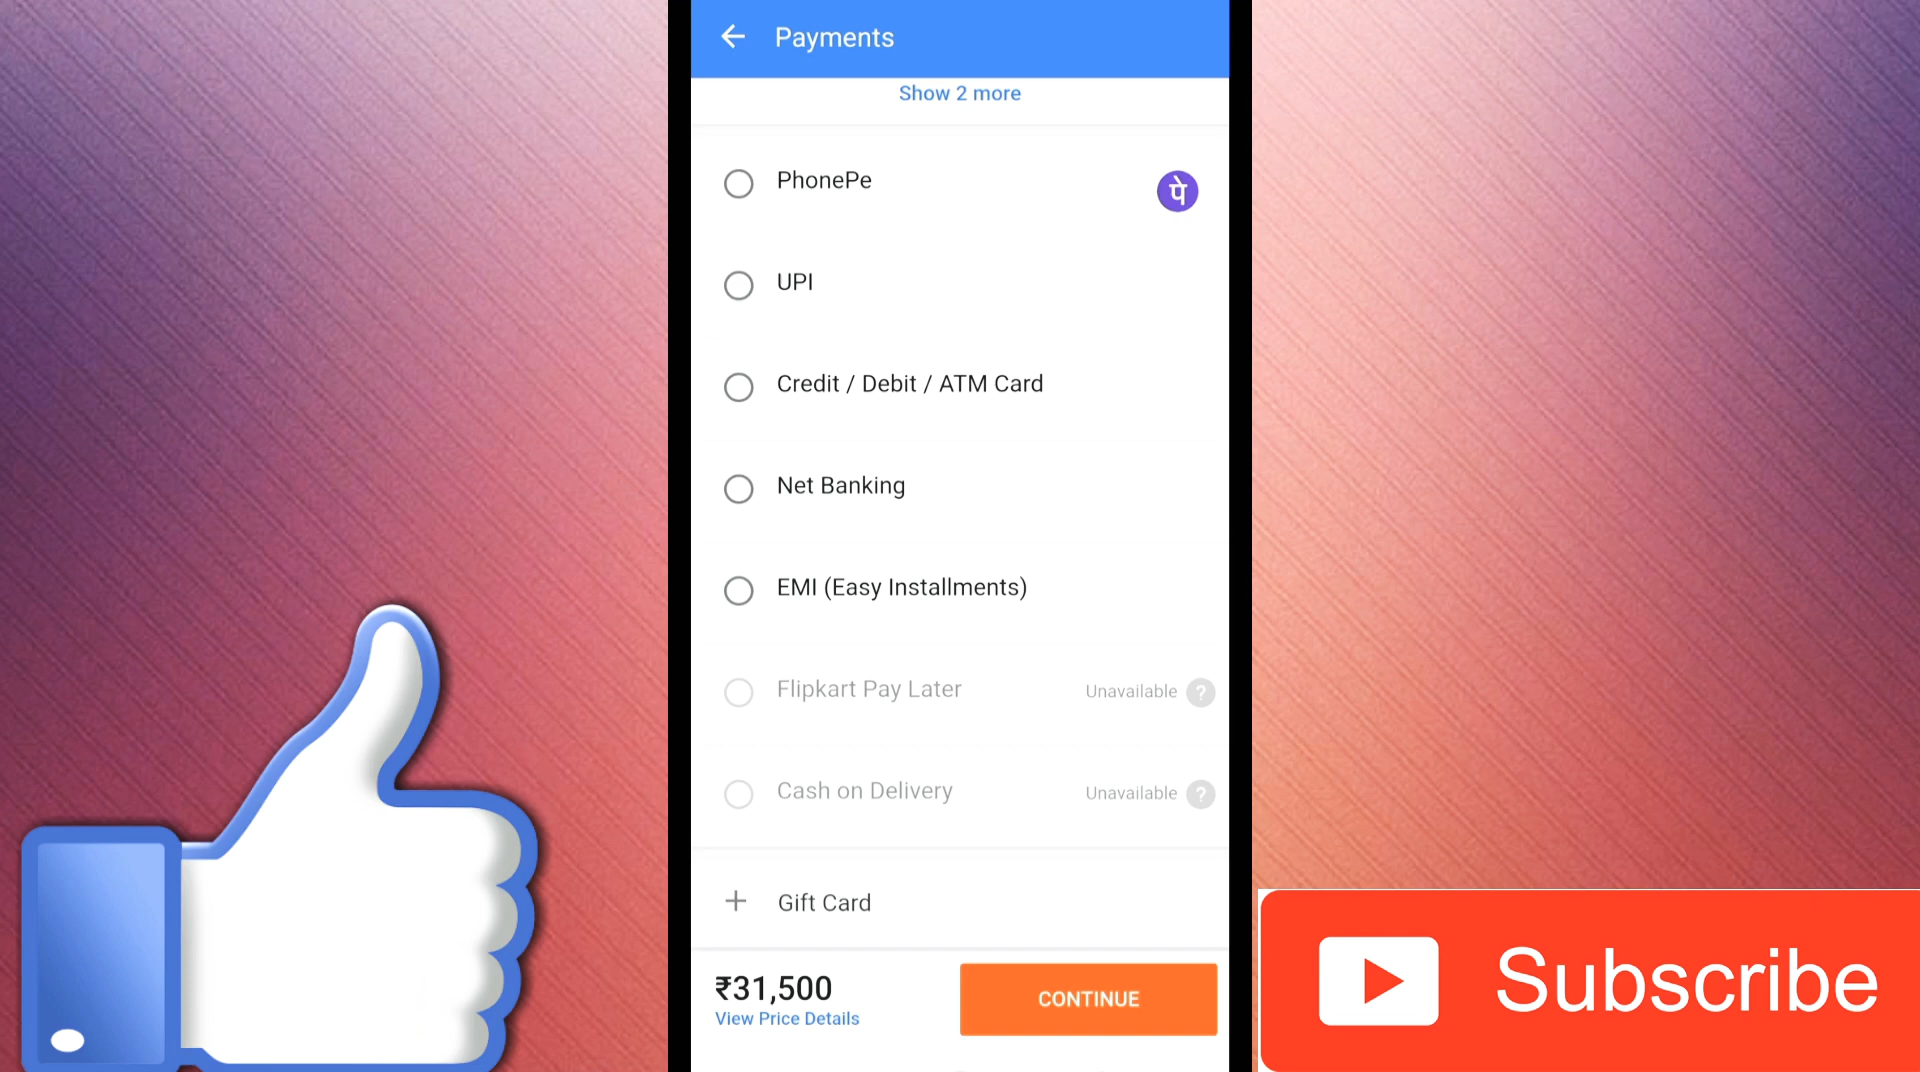 Payments
Show 2 more
PhonePe
पे
UPI
Credit / Debit / ATM Card
Net Banking
EMI (Easy Installments)
Flipkart Pay Later Unavailable ?
Cash on Delivery Unavailable ?
+ Gift Card
₹31,500
View Price Details
CONTINUE
Subscribe